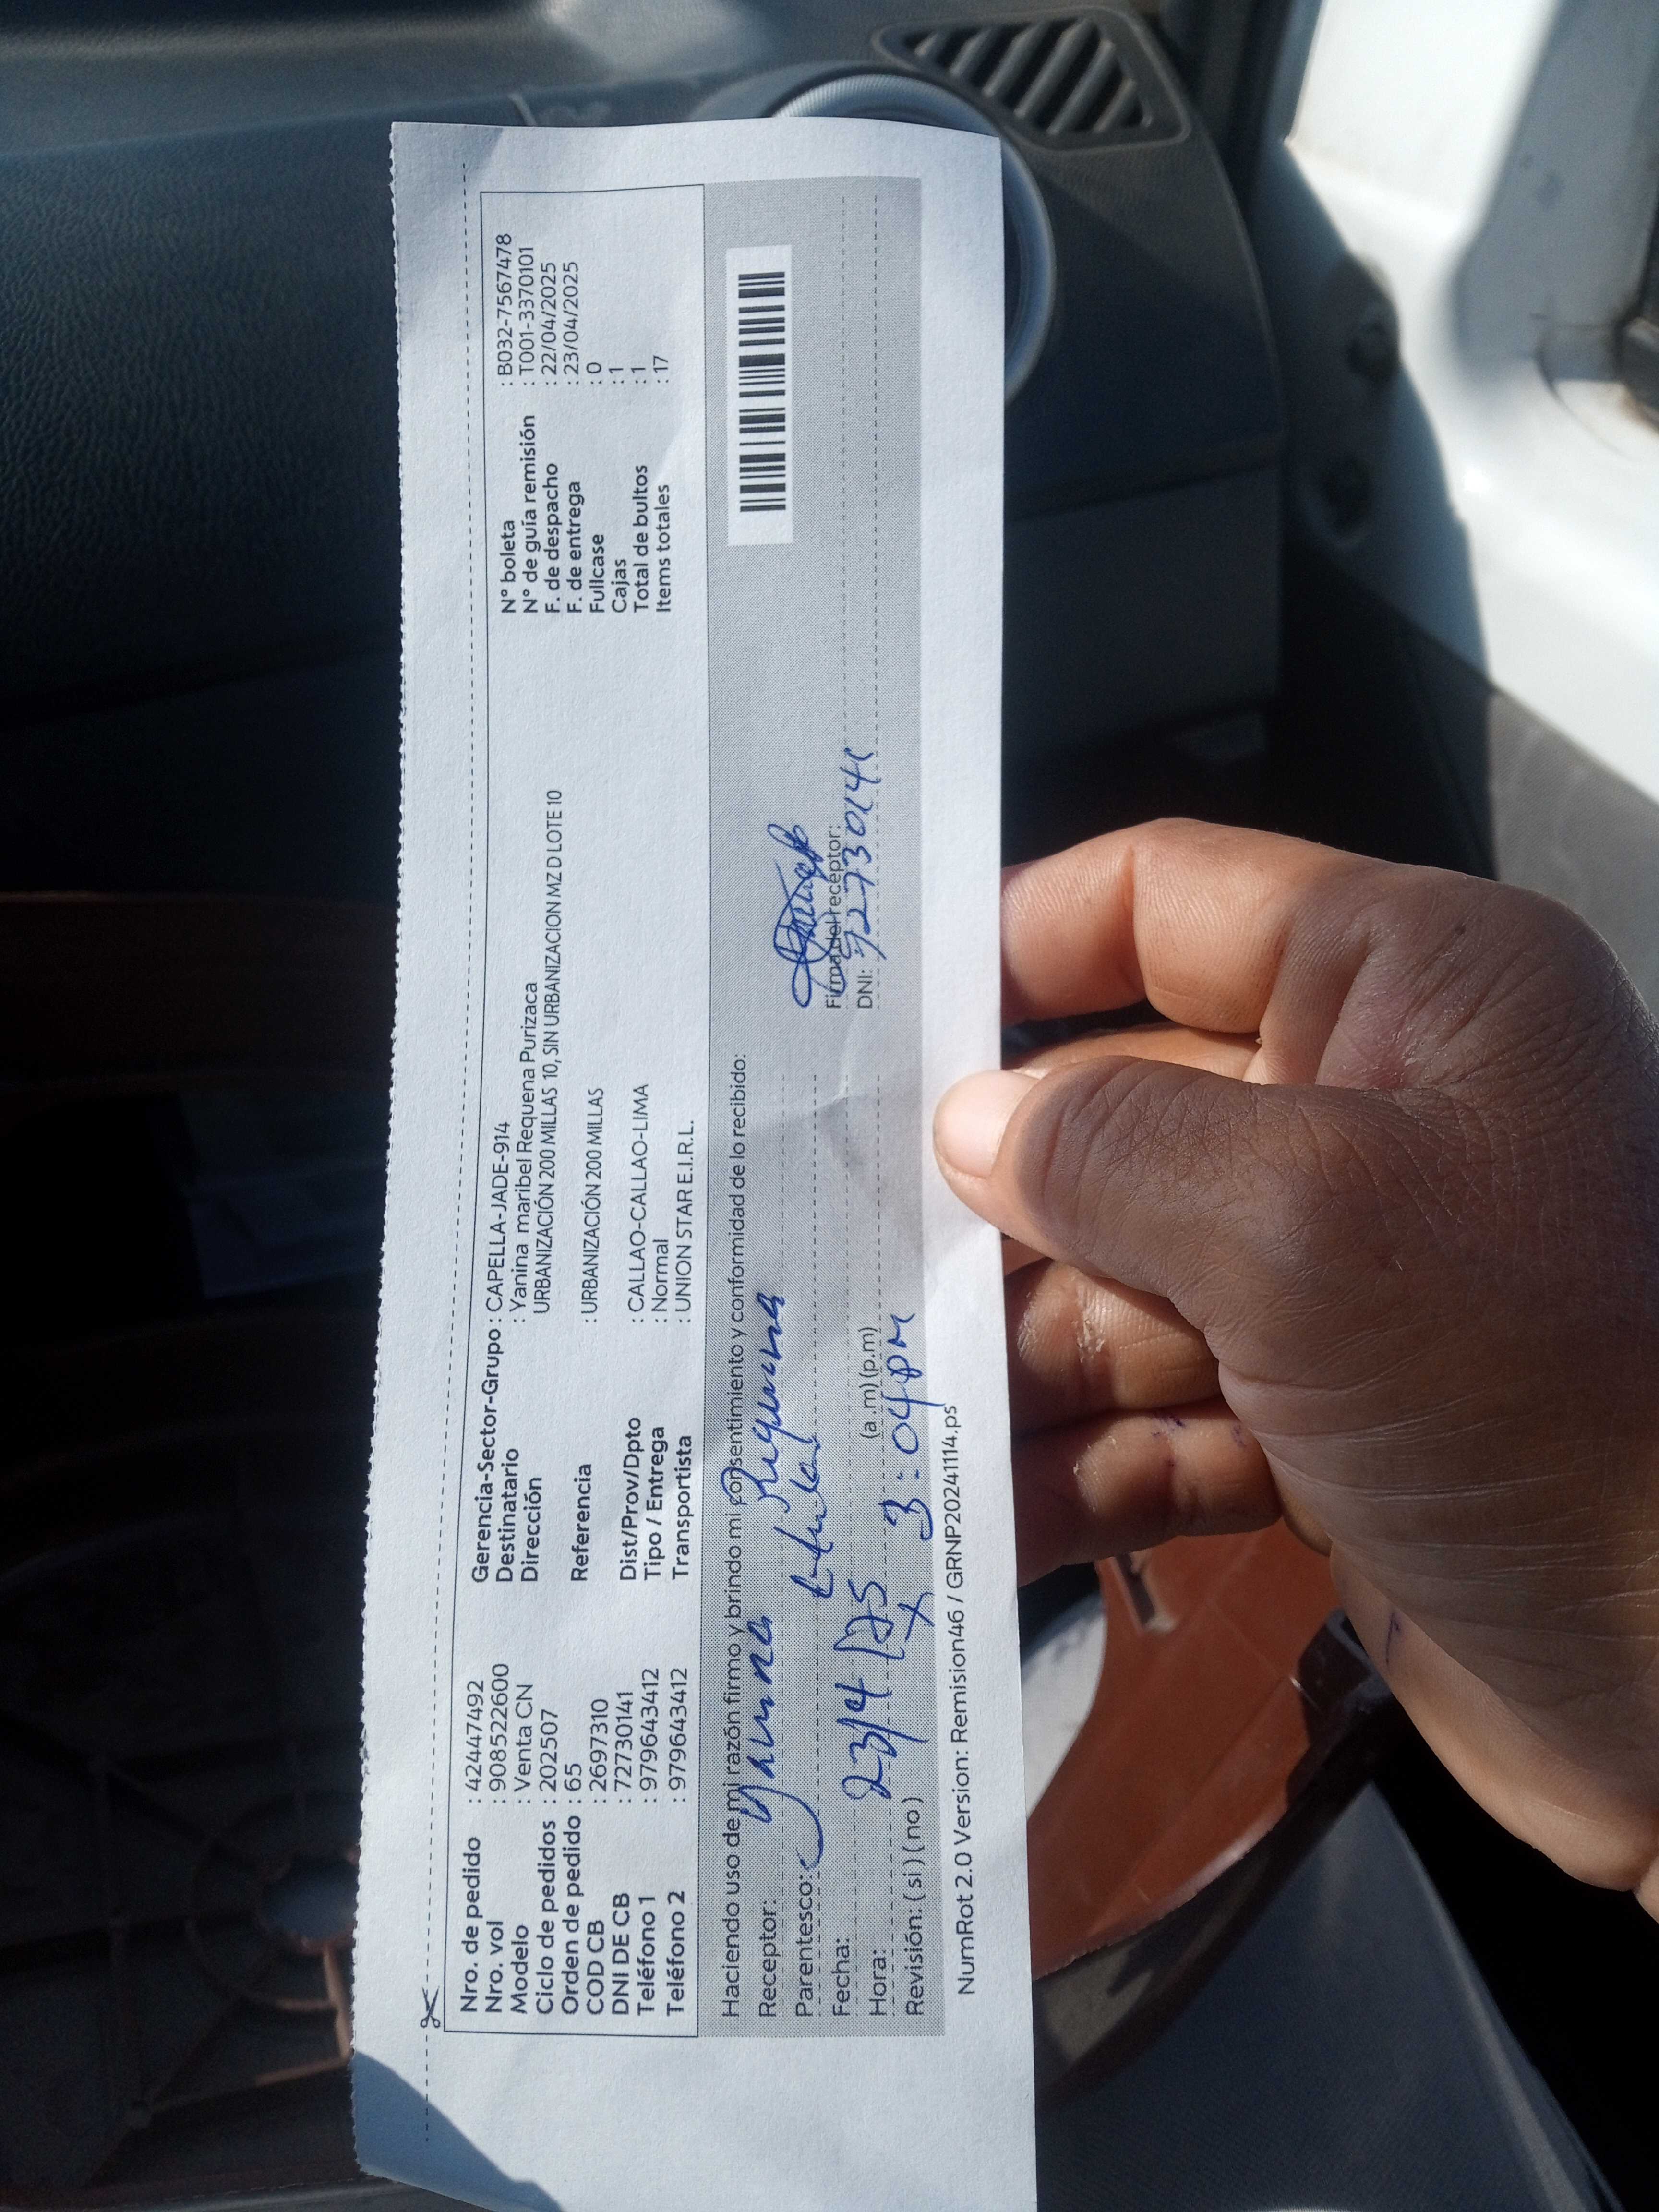 Nro. de pedido : 42447492
Nro. vol : 908522600
Modelo : Venta CN
Ciclo de pedidos : 202507
Orden de pedido : 65
COD CB : 2697310
DNI DE CB : 72730141
Teléfono 1 : 979643412
Teléfono 2 : 979643412
Gerencia-Sector-Grupo : CAPELLA-JADE-914
Destinatario : Yanina maribel Requena Purizaca
Dirección URBANIZACIÓN 200 MILLAS 10, SIN URBANIZACION MZ D LOTE 10
Referencia : URBANIZACIÓN 200 MILLAS
Dist/Prov/Dpto : CALLAO-CALLAO-LIMA
Tipo / Entrega : Normal
Transportista : UNION STAR E.I.R.L.
N° boleta : B032-7567478
N° de guía remisión : T001-3370101
F. de despacho : 22/04/2025
F. de entrega : 23/04/2025
Fullcase : 0
Cajas : 1
Total de bultos : 1
Items totales : 17
Haciendo uso de mi razón firmo y brindo mi consentimiento y conformidad de lo recibido:
Receptor: Yanina Requena
Parentesco: titular
Fecha: 23/4/25
Hora: 3:04 pm (a.m) (p.m)
Revisión: ( si ) ( no ) X
Firma del receptor:
DNI: 72730141
NumRot 2.0 Version: Remision46 / GRNP20241114.ps